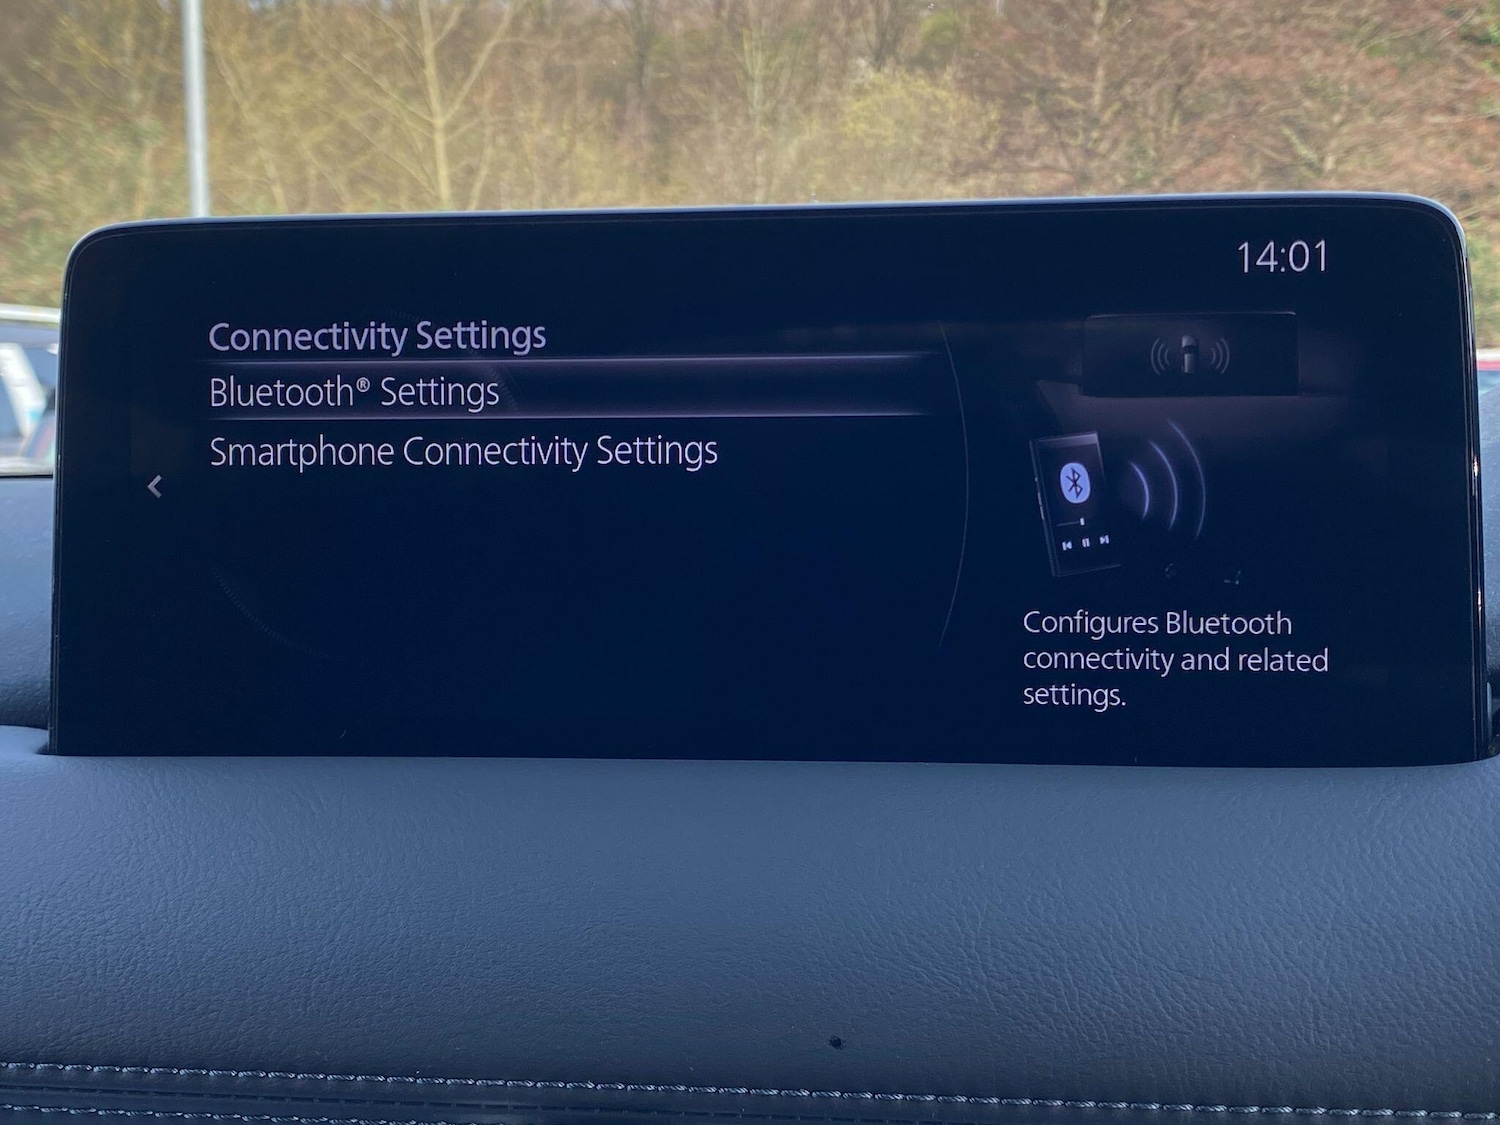 14:01
Connectivity Settings
Bluetooth® Settings
Smartphone Connectivity Settings
Configures Bluetooth
connectivity and related
settings.